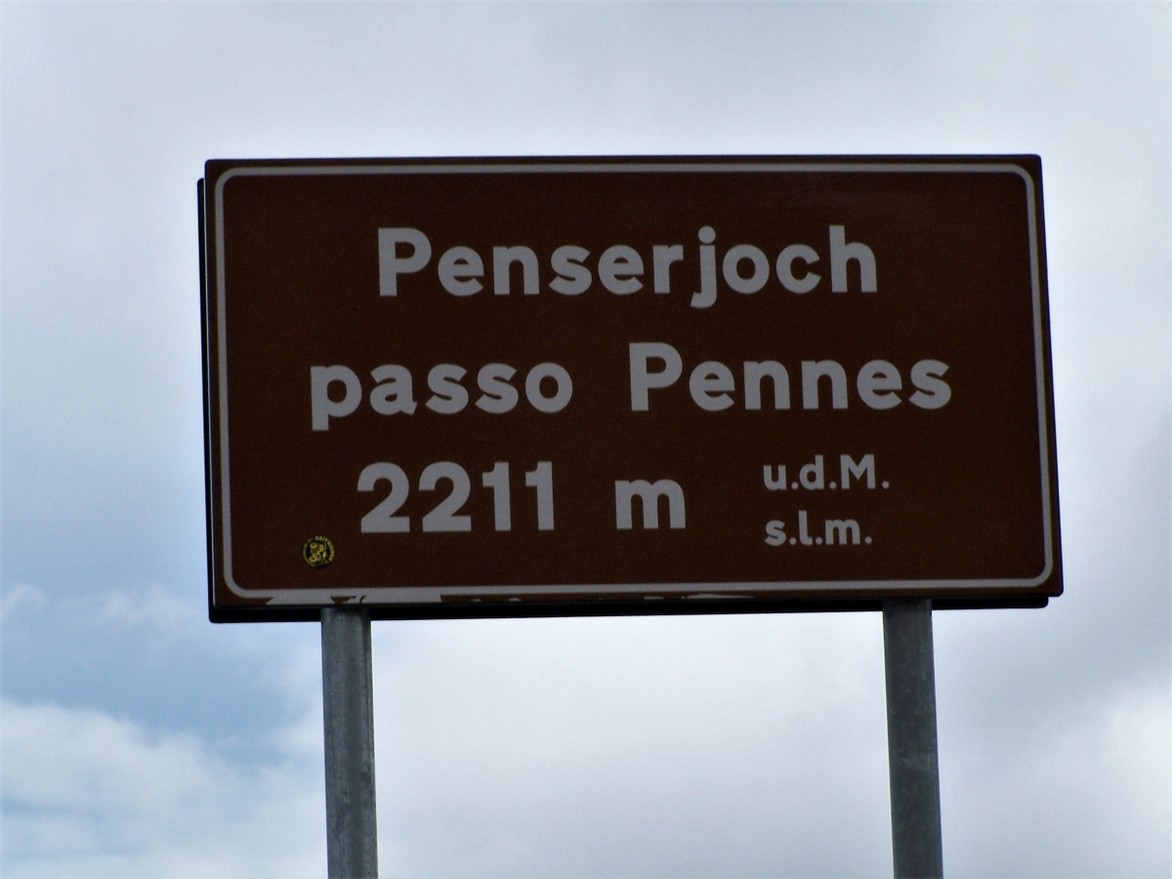 Penserjoch
passo Pennes
2211 m u.d.M.
s.l.m.